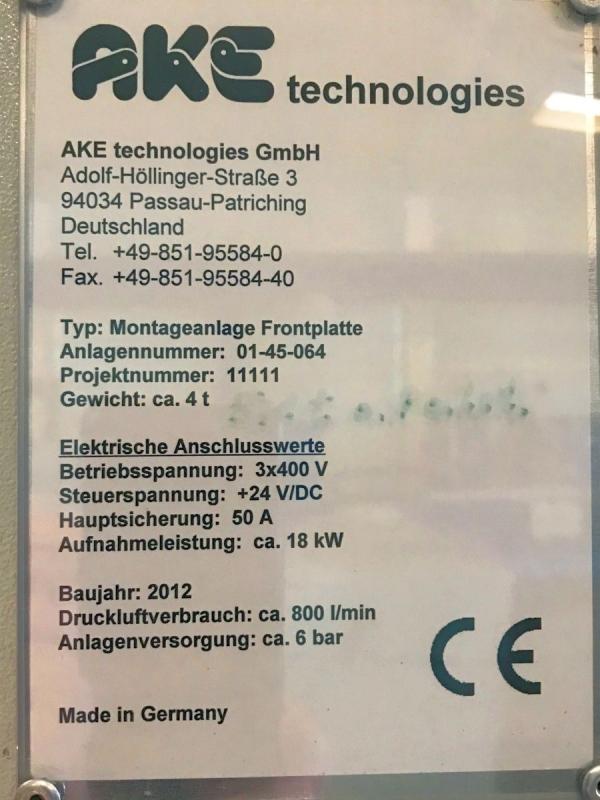 AKE technologies
AKE technologies GmbH
Adolf-Höllinger-Straße 3
94034 Passau-Patriching
Deutschland
Tel. +49-851-95584-0
Fax. +49-851-95584-40
Typ: Montageanlage Frontplatte
Anlagennummer: 01-45-064
Projektnummer: 11111
Gewicht: ca. 4 t
Elektrische Anschlusswerte
Betriebsspannung: 3x400 V
Steuerspannung: +24 V/DC
Hauptsicherung: 50 A
Aufnahmeleistung: ca. 18 kW
Baujahr: 2012
Druckluftverbrauch: ca. 800 l/min
Anlagenversorgung: ca. 6 bar
CE
Made in Germany